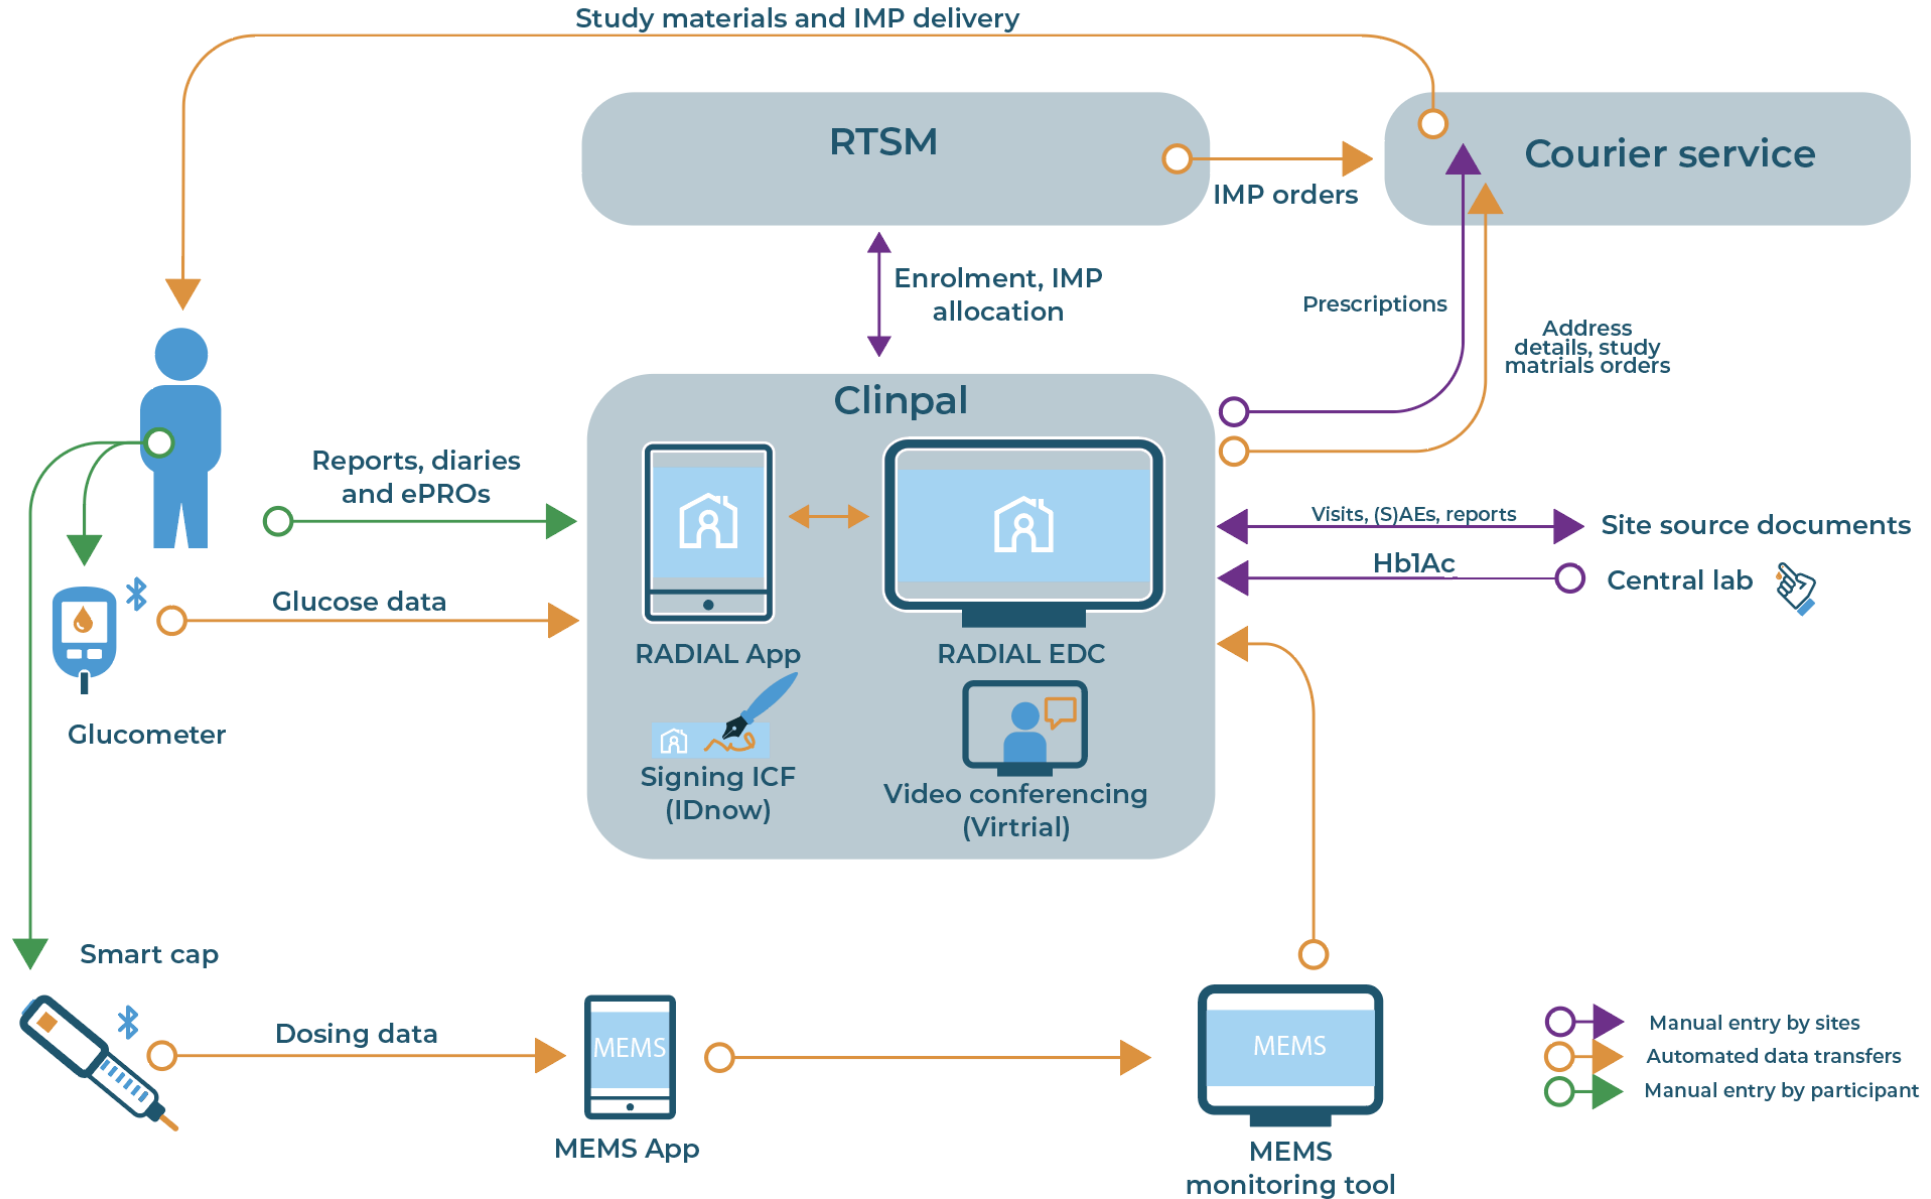 Study materials and IMP delivery
RTSM
Courier service
IMP orders
Enrolment, IMP
allocation
Prescriptions
Address
details, study
matrials orders
Clinpal
Reports, diaries
and ePROs
Visits, (S)AEs, reports
Site source documents
Hb1Ac
Central lab
Glucose data
RADIAL App
RADIAL EDC
Glucometer
Signing ICF
(IDnow)
Video conferencing
(Virtrial)
Smart cap
Dosing data
MEMS
MEMS
MEMS App
MEMS
monitoring tool
Manual entry by sites
Automated data transfers
Manual entry by participant